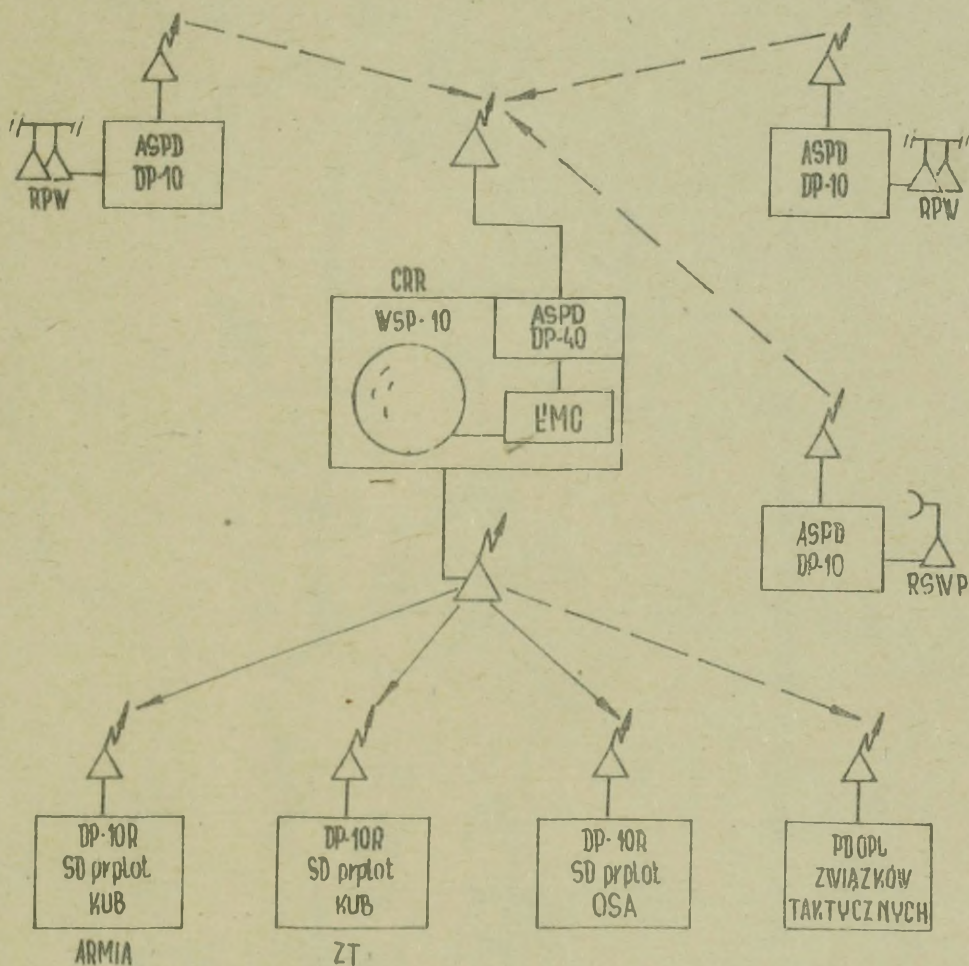 ASPD
DP-10
RPW
ASPD
DP-10
RPW
CRR
WSP-10
ASPD
DP-40
EMC
ASPD
DP-10
RSWP
DP-10R
SD prplot
KUB
ARMIA
DP-10R
SD prplot
KUB
ZT
DP-10R
SD prplot
OSA
PDOPL
ZWIĄZKÓW
TAKTYCZNYCH